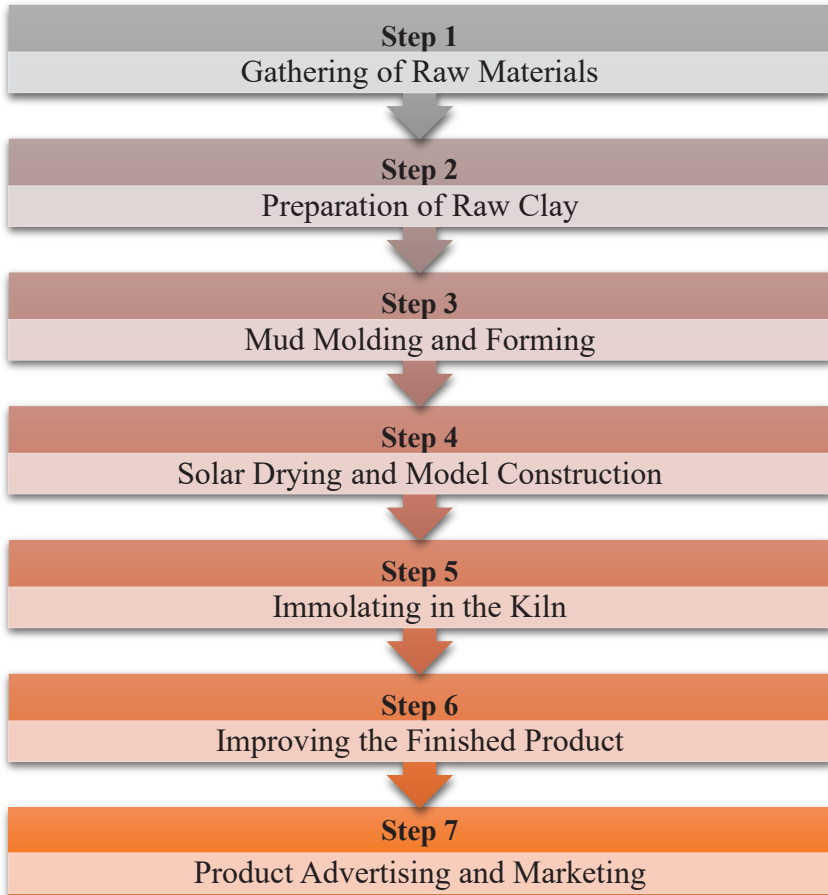 Step 1
Gathering of Raw Materials
Step 2
Preparation of Raw Clay
Step 3
Mud Molding and Forming
Step 4
Solar Drying and Model Construction
Step 5
Immolating in the Kiln
Step 6
Improving the Finished Product
Step 7
Product Advertising and Marketing